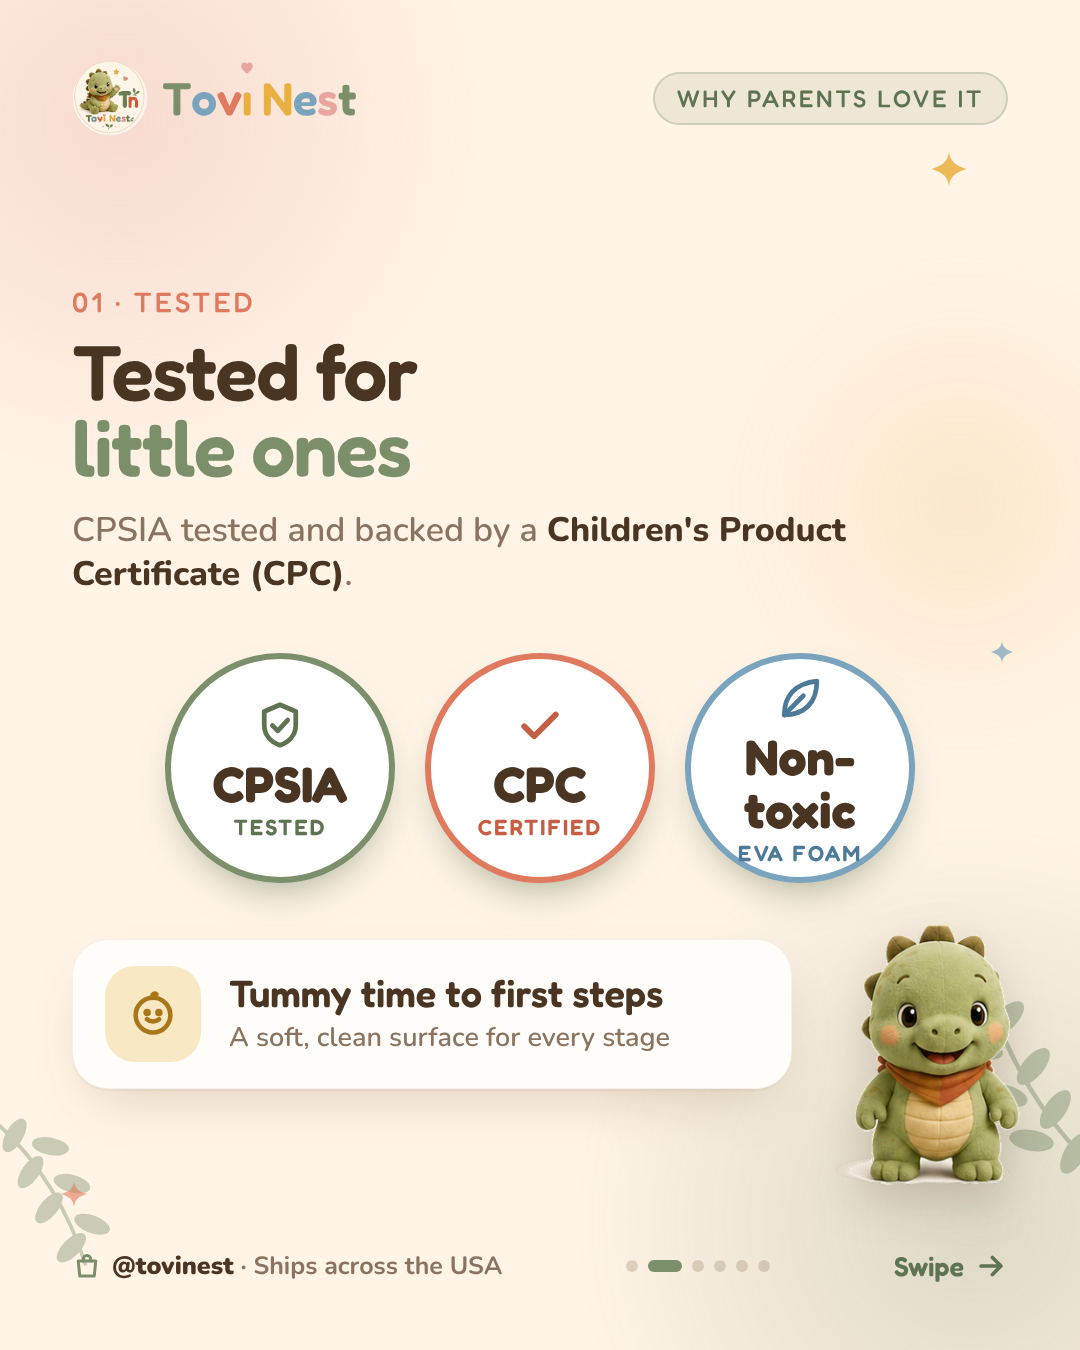 Tn
Tovi Nest
Tovi Nest
WHY PARENTS LOVE IT
01 · TESTED
Tested for
little ones
CPSIA tested and backed by a Children's Product
Certificate (CPC).
CPSIA
TESTED
CPC
CERTIFIED
Non-
toxic
EVA FOAM
Tummy time to first steps
A soft, clean surface for every stage
@tovinest · Ships across the USA
Swipe →